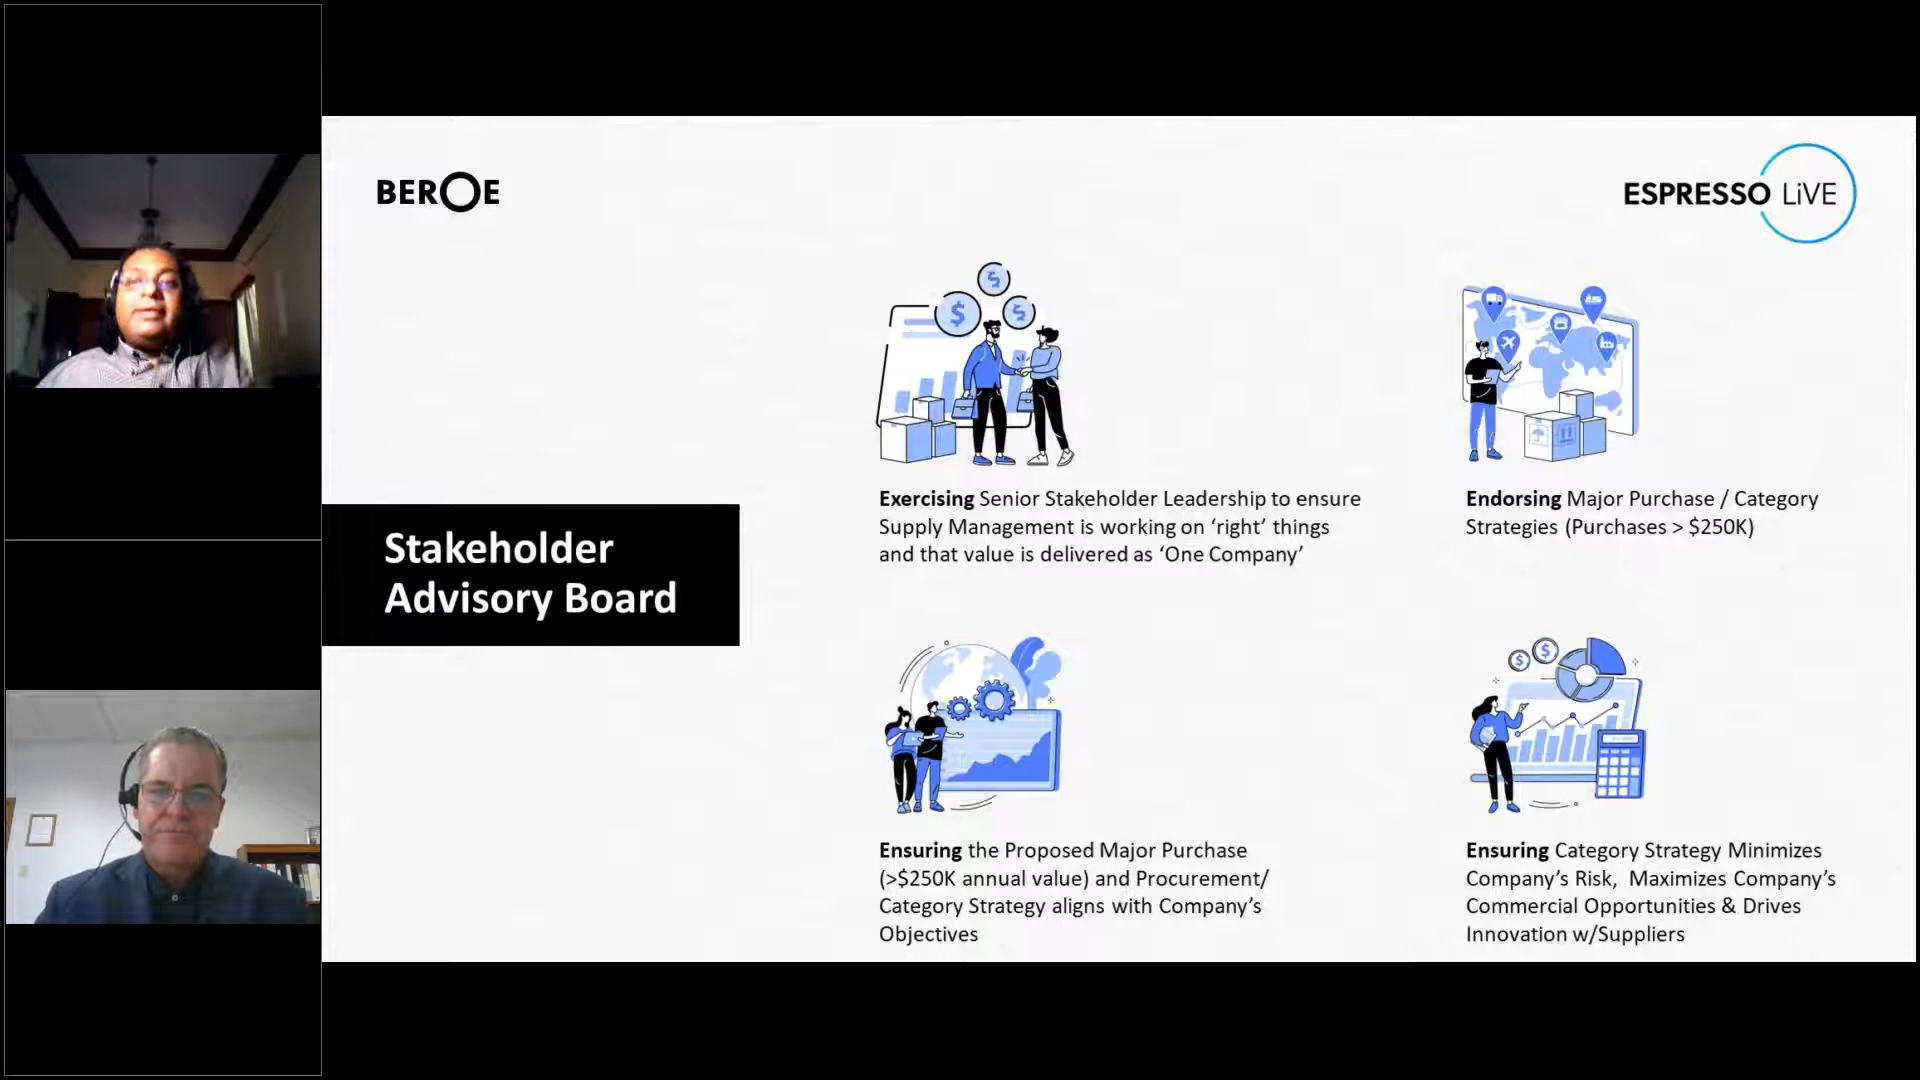 BEROE
ESPRESSO LiVE
Stakeholder
Advisory Board
Exercising Senior Stakeholder Leadership to ensure
Supply Management is working on ‘right’ things
and that value is delivered as ‘One Company’
Endorsing Major Purchase / Category
Strategies (Purchases > $250K)
Ensuring the Proposed Major Purchase
(>$250K annual value) and Procurement/
Category Strategy aligns with Company’s
Objectives
Ensuring Category Strategy Minimizes
Company’s Risk, Maximizes Company’s
Commercial Opportunities & Drives
Innovation w/Suppliers